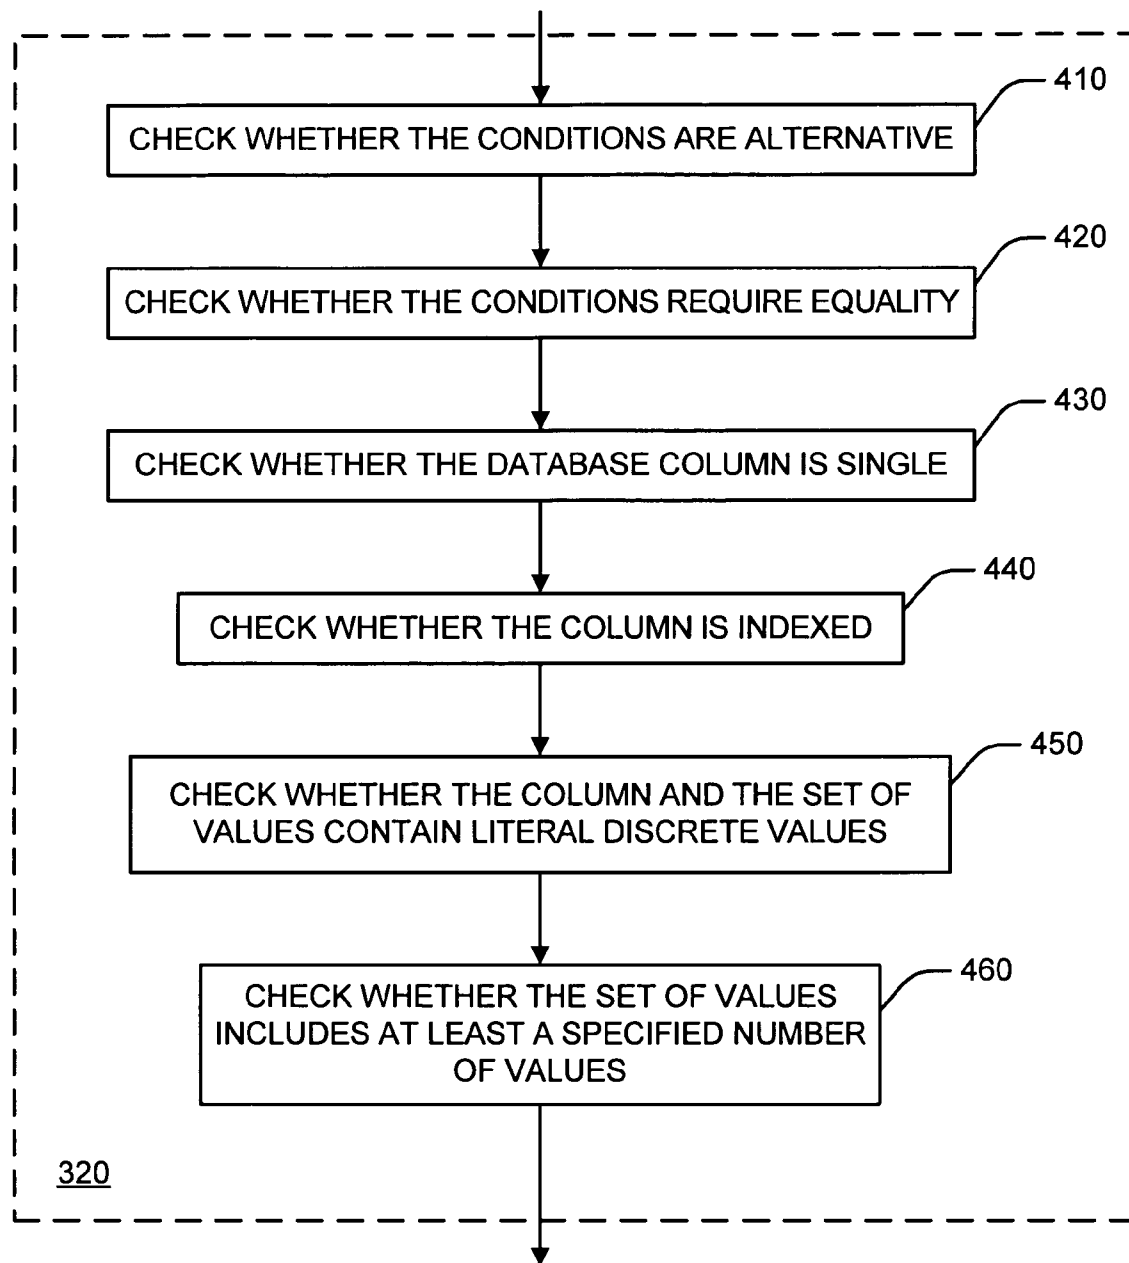 410
CHECK WHETHER THE CONDITIONS ARE ALTERNATIVE
420
CHECK WHETHER THE CONDITIONS REQUIRE EQUALITY
430
CHECK WHETHER THE DATABASE COLUMN IS SINGLE
440
CHECK WHETHER THE COLUMN IS INDEXED
450
CHECK WHETHER THE COLUMN AND THE SET OF
VALUES CONTAIN LITERAL DISCRETE VALUES
460
CHECK WHETHER THE SET OF VALUES
INCLUDES AT LEAST A SPECIFIED NUMBER
OF VALUES
320